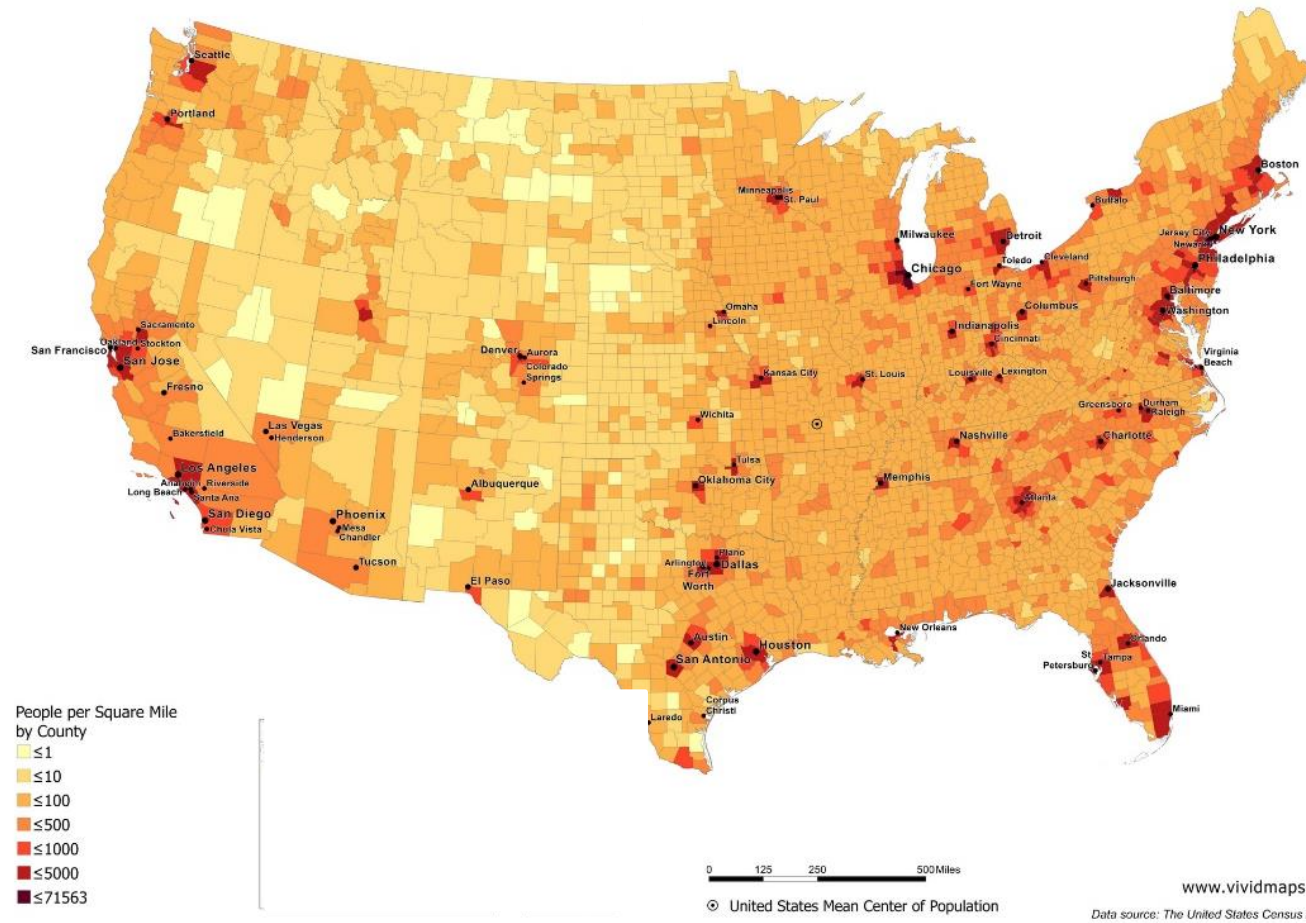 Seattle
Portland
Minneapolis
St. Paul
Milwaukee
Detroit
Buffalo
Boston
Jersey City
New York
Newark
Chicago
Toledo
Cleveland
Philadelphia
Fort Wayne
Pittsburgh
Baltimore
Omaha
Columbus
Washington
Lincoln
Sacramento
Indianapolis
San Francisco
Oakland
Stockton
Denver
Aurora
Cincinnati
San Jose
Colorado
Springs
Kansas City
St. Louis
Louisville
Lexington
Virginia
Beach
Fresno
Greensboro
Durham
Raleigh
Las Vegas
Henderson
Wichita
Bakersfield
Nashville
Charlotte
Los Angeles
Tulsa
Anaheim
Riverside
Long Beach
Santa Ana
Albuquerque
Oklahoma City
Memphis
Atlanta
San Diego
Chula Vista
Phoenix
Mesa
Chandler
Plano
Tucson
Arlington
Dallas
Fort
Worth
El Paso
Jacksonville
New Orleans
Austin
Houston
Orlando
San Antonio
St
Petersburg
Tampa
Corpus
Christi
Laredo
Miami
People per Square Mile
by County
≤1
≤10
≤100
≤500
≤1000
≤5000
≤71563
0 125 250 500 Miles
United States Mean Center of Population
www.vividmaps
Data source: The United States Census